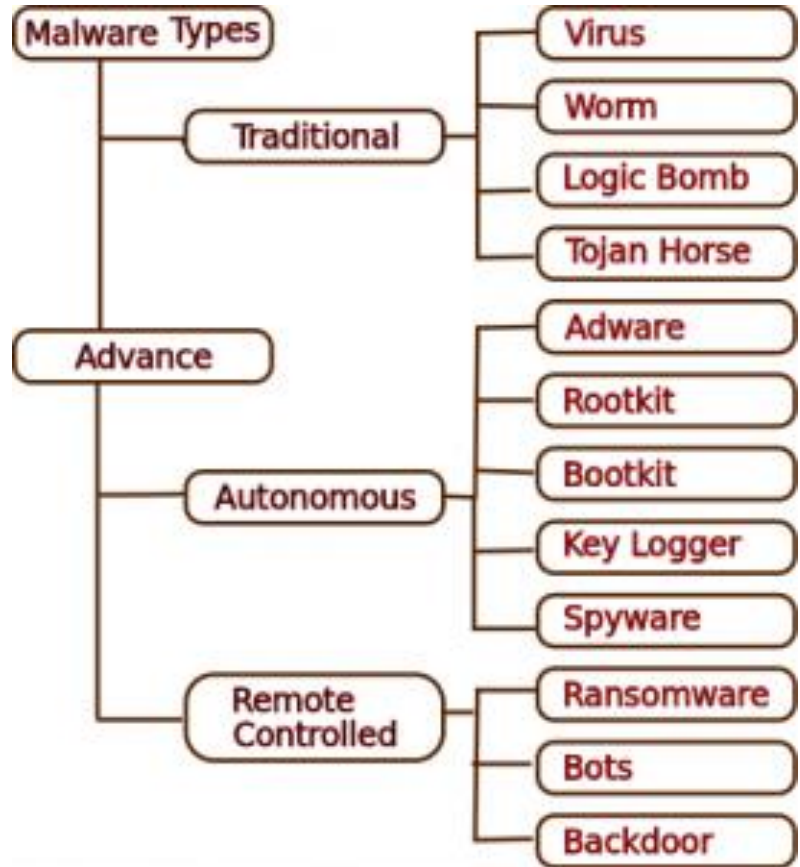 Malware Types
Traditional
Virus
Worm
Logic Bomb
Tojan Horse
Advance
Autonomous
Adware
Rootkit
Bootkit
Key Logger
Spyware
Remote
Controlled
Ransomware
Bots
Backdoor